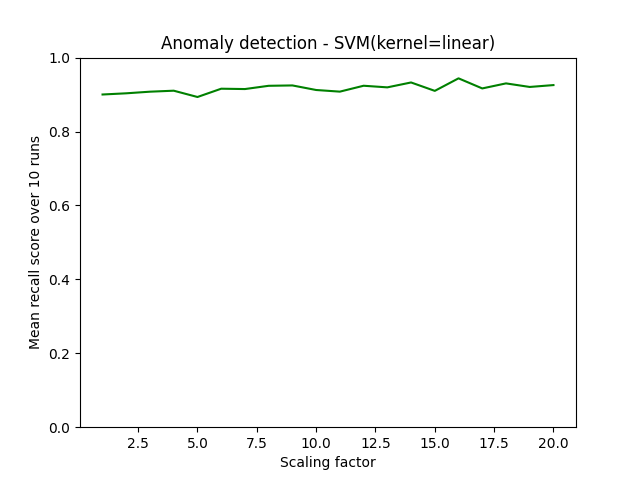 Anomaly detection - SVM(kernel=linear)
1.0
0.8
0.6
0.4
0.2
0.0
Mean recall score over 10 runs
2.5 5.0 7.5 10.0 12.5 15.0 17.5 20.0
Scaling factor